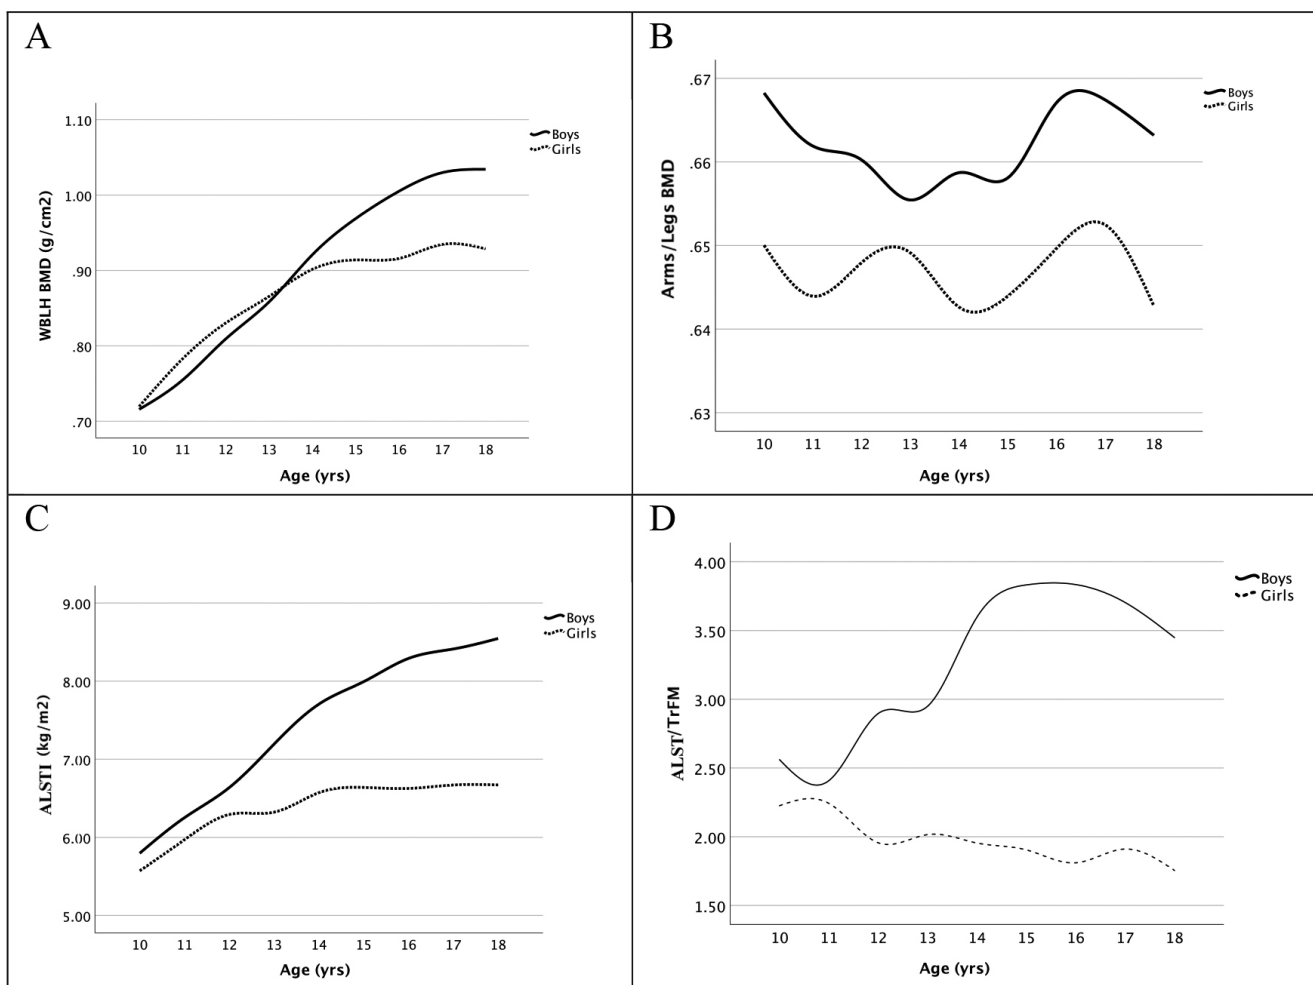 A
WBLH BMD (g/cm2)
1.10
1.00
.90
.80
.70
10 11 12 13 14 15 16 17 18
Age (yrs)
Boys
Girls
B
Arms/Legs BMD
.67
.66
.65
.64
.63
10 11 12 13 14 15 16 17 18
Age (yrs)
Boys
Girls
C
ALSTI (kg/m2)
9.00
8.00
7.00
6.00
5.00
10 11 12 13 14 15 16 17 18
Age (yrs)
Boys
Girls
D
ALST/TrFM
4.00
3.50
3.00
2.50
2.00
1.50
10 11 12 13 14 15 16 17 18
Age (yrs)
Boys
Girls